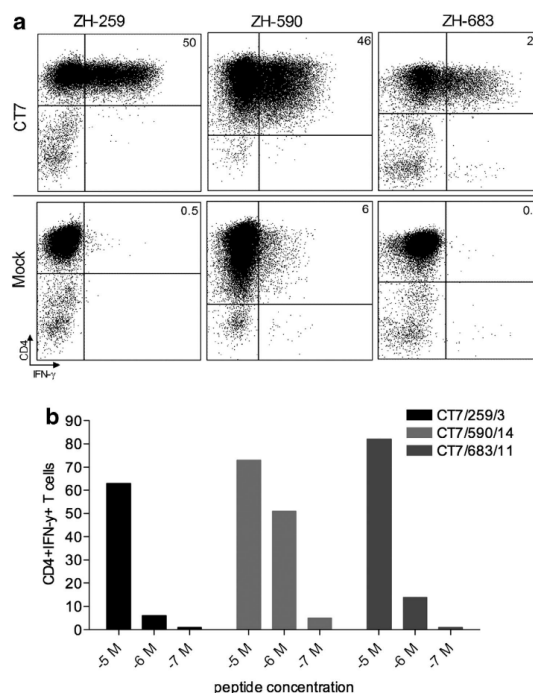 ZH-259 ZH-590 ZH-683
a
CT7
50 46 2
Mock
0.5 6 0.
CD4
IFN-γ
b
CT7/259/3
CT7/590/14
CT7/683/11
CD4+IFN-y+ T cells
90
80
70
60
50
40
30
20
10
0
-5 M -6 M -7 M -5 M -6 M -7 M -5 M -6 M -7 M
peptide concentration